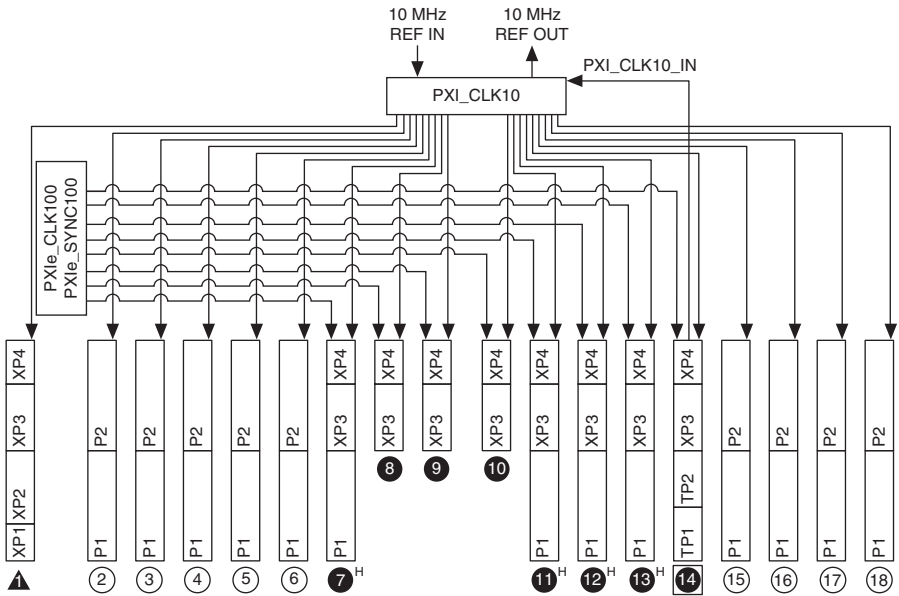 10 MHz
REF IN
10 MHz
REF OUT
PXI_CLK10_IN
PXI_CLK10
PXIe_CLK100
PXIe_SYNC100
XP4 XP4 XP4 XP4 XP4 XP4 XP4 XP4 XP4
XP3 P2 P2 P2 P2 P2 XP3 XP3 XP3 XP3 XP3 XP3 XP3 XP3 P2 P2 P2 P2
8 9 10
XP2 TP2
XP1 P1 P1 P1 P1 P1 P1 P1 P1 P1 TP1 P1 P1 P1 P1
1 2 3 4 5 6 7 H 11 H 12 H 13 H 14 15 16 17 18